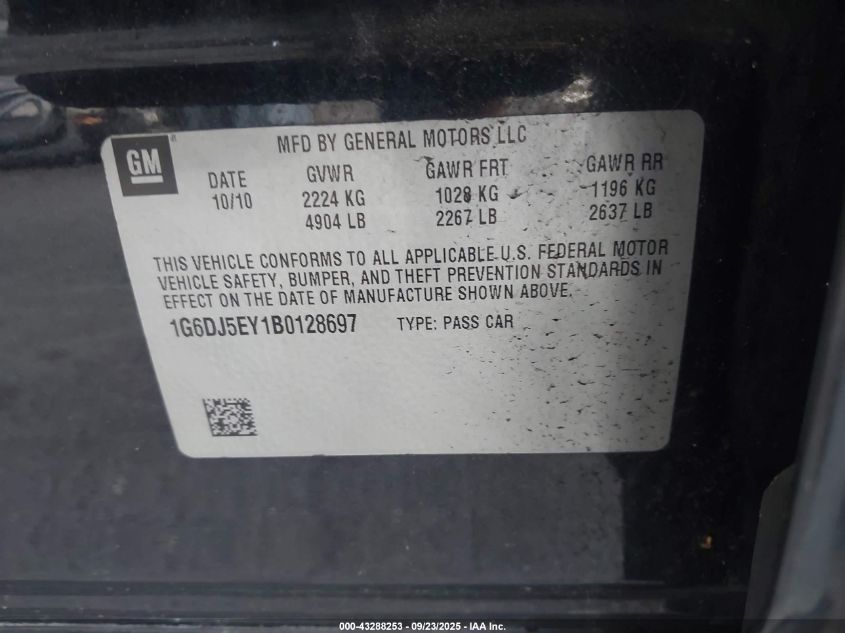 GM
MFD BY GENERAL MOTORS LLC
DATE GVWR GAWR FRT GAWR RR
10/10 2224 KG 1028 KG 1196 KG
4904 LB 2267 LB 2637 LB
THIS VEHICLE CONFORMS TO ALL APPLICABLE U.S. FEDERAL MOTOR
VEHICLE SAFETY, BUMPER, AND THEFT PREVENTION STANDARDS IN
EFFECT ON THE DATE OF MANUFACTURE SHOWN ABOVE.
1G6DJ5EY1B0128697 TYPE: PASS CAR
000-43288253 - 09/23/2025 - IAA Inc.